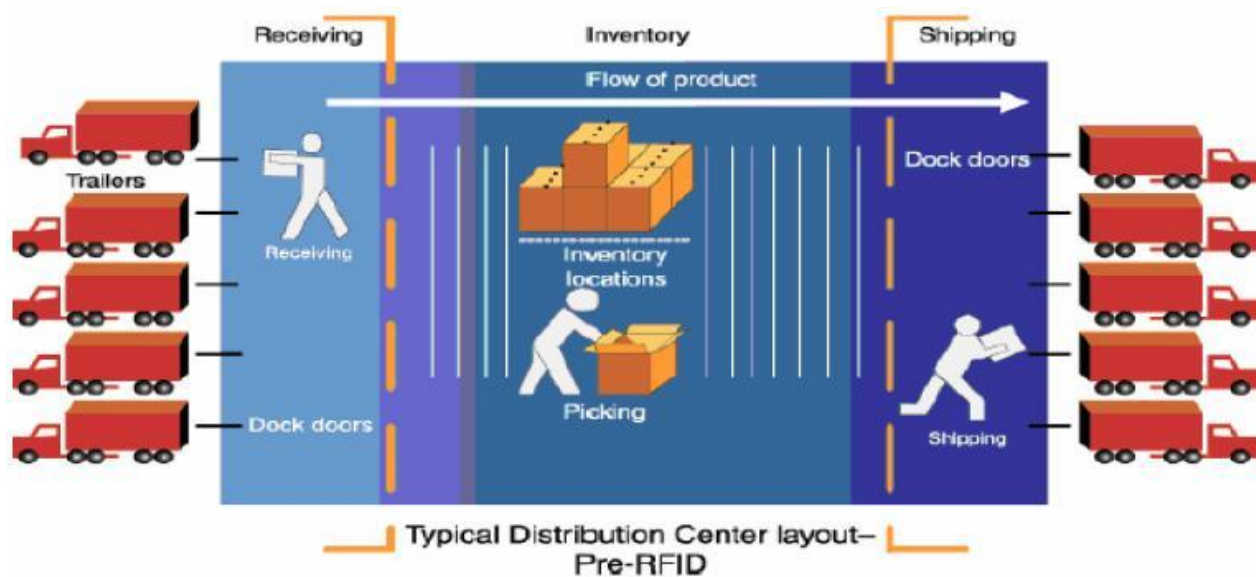 Receiving
Inventory
Shipping
Flow of product
Trailers
Receiving
Dock doors
Inventory
locations
Picking
Dock doors
Shipping
Typical Distribution Center layout–
Pre-RFID